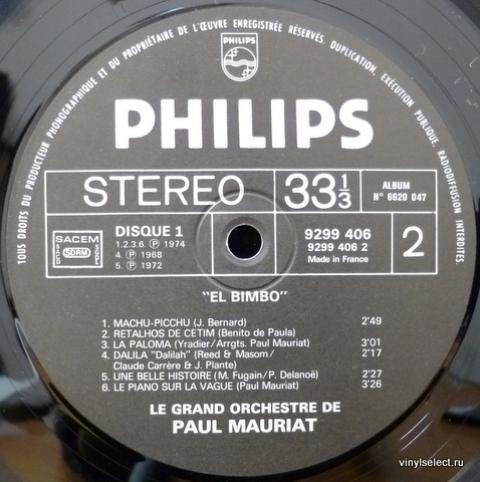 TOUS DROITS DU PRODUCTEUR PHONOGRAPHIQUE ET DU PROPRIÉTAIRE DE L'ŒUVRE ENREGISTRÉE RÉSERVÉS. DUPLICATION, EXÉCUTION PUBLIQUE, RADIODIFFUSION INTERDITES.
PHILIPS
PHILIPS
STEREO 33 1/3 ALBUM
N° 6620 047
SACEM
SDRM
DISQUE 1
1.2.3.6. Ⓟ 1974
4. Ⓟ 1968
5. Ⓟ 1972
9299 406
9299 406 2
Made in France
2
"EL BIMBO"
1. MACHU-PICCHU (J. Bernard) 2'49
2. RETALHOS DE CETIM (Benito de Paula)
3. LA PALOMA (Yradier/Arrgts. Paul Mauriat) 3'01
4. DALILA "Dalilah" (Reed & Masom/ 2'17
Claude Carrère & J. Plante)
5. UNE BELLE HISTOIRE (M. Fugain/P. Delanoë) 2'27
6. LE PIANO SUR LA VAGUE (Paul Mauriat) 3'26
LE GRAND ORCHESTRE DE
PAUL MAURIAT
vinylselect.ru